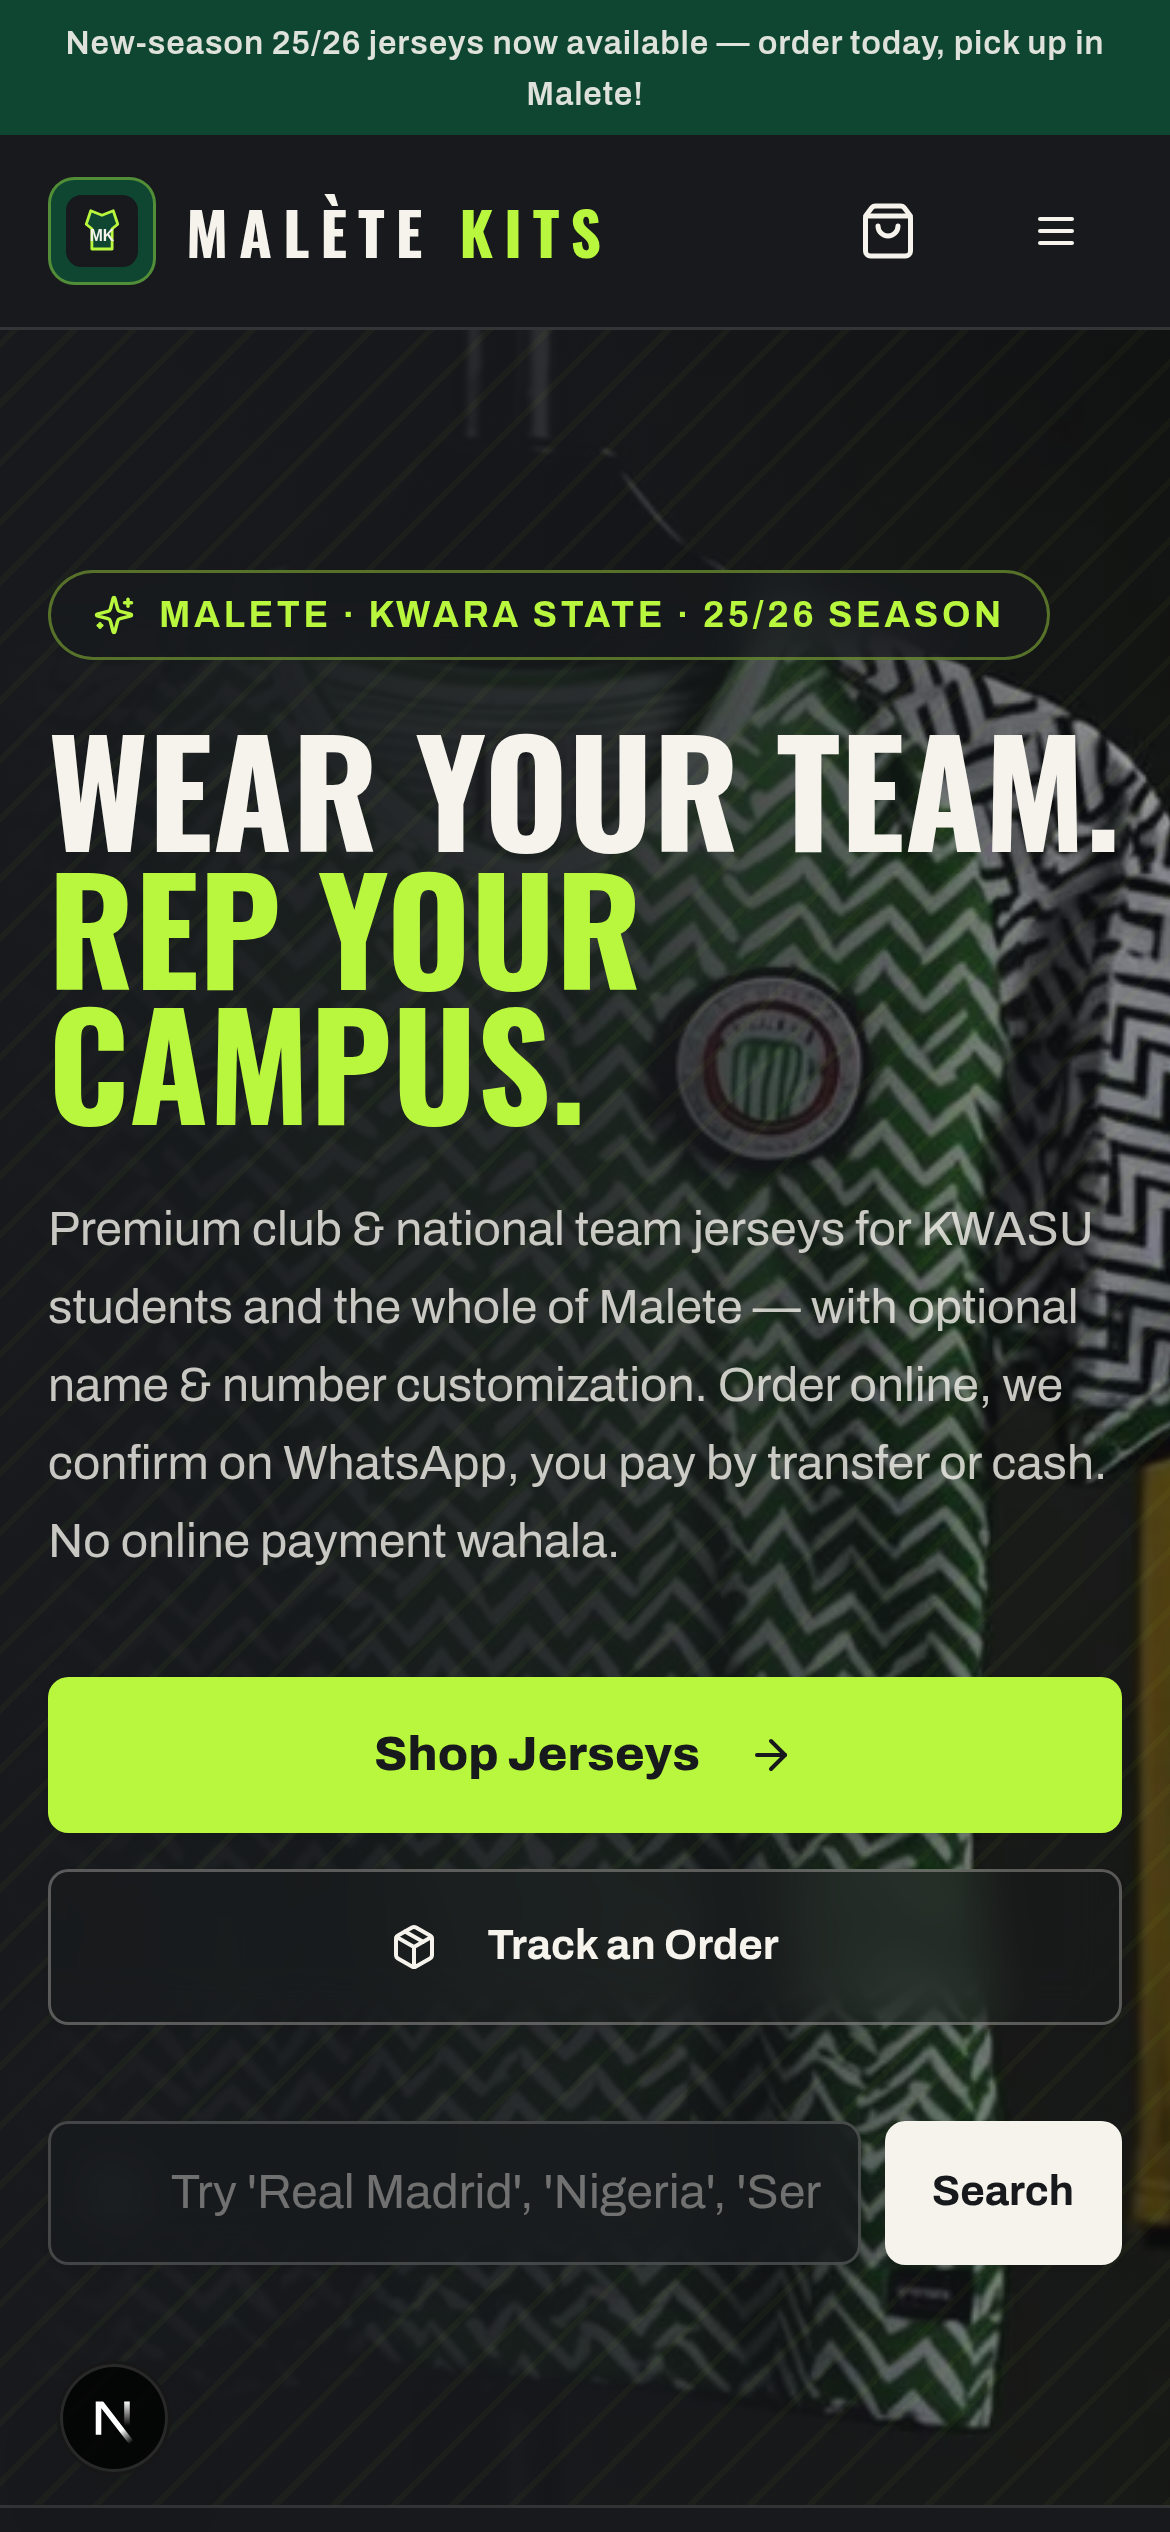 New-season 25/26 jerseys now available — order today, pick up in
Malete!
MK
MALÈTE KITS
MALETE · KWARA STATE · 25/26 SEASON
WEAR YOUR TEAM.
REP YOUR
CAMPUS.
Premium club & national team jerseys for KWASU
students and the whole of Malete — with optional
name & number customization. Order online, we
confirm on WhatsApp, you pay by transfer or cash.
No online payment wahala.
Shop Jerseys
Track an Order
Try 'Real Madrid', 'Nigeria', 'Ser
Search
N